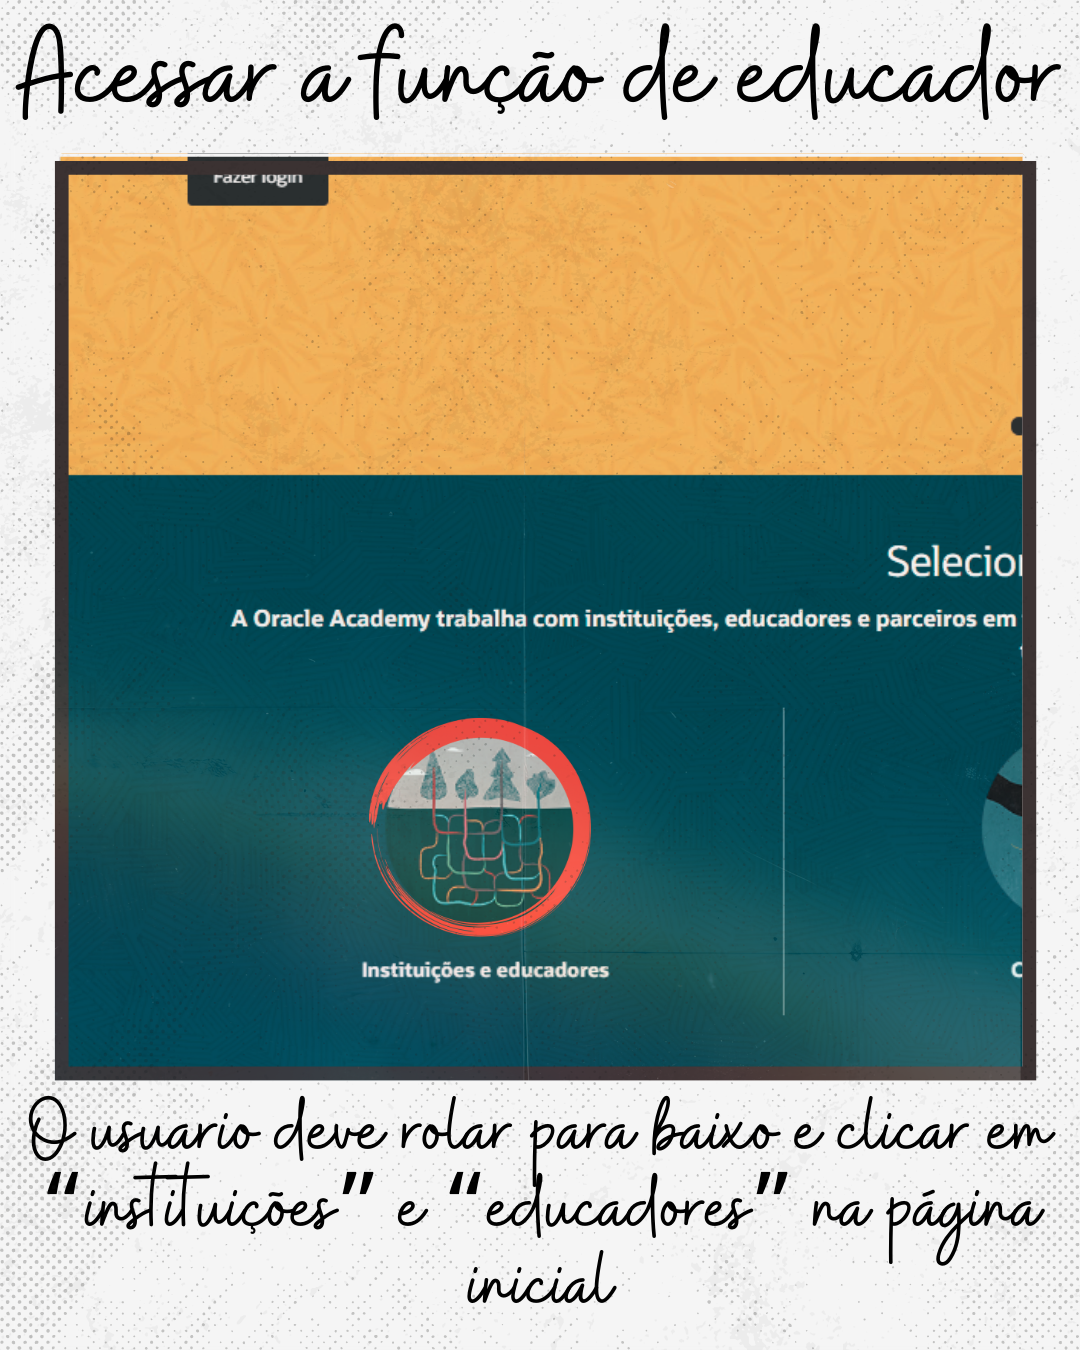 Acessar a função de educador
Fazer login
Selecion
A Oracle Academy trabalha com instituições, educadores e parceiros em
Instituições e educadores
O usuario deve rolar para baixo e clicar em
“instituições” e “educadores” na página
inicial